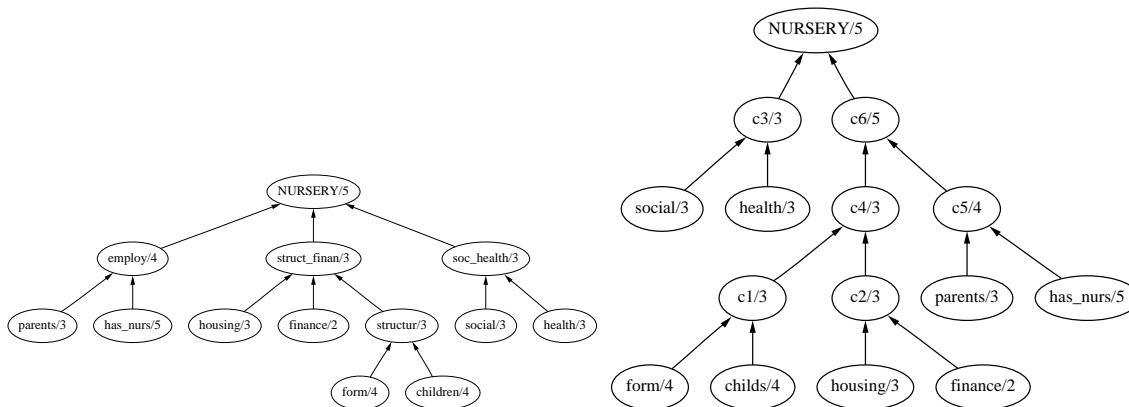 NURSERY/5
employ/4 struct_finan/3 soc_health/3
parents/3 has_nurs/5 housing/3 finance/2 structur/3 social/3 health/3
form/4 children/4
NURSERY/5
c3/3 c6/5
social/3 health/3 c4/3 c5/4
c1/3 c2/3 parents/3 has_nurs/5
form/4 childs/4 housing/3 finance/2